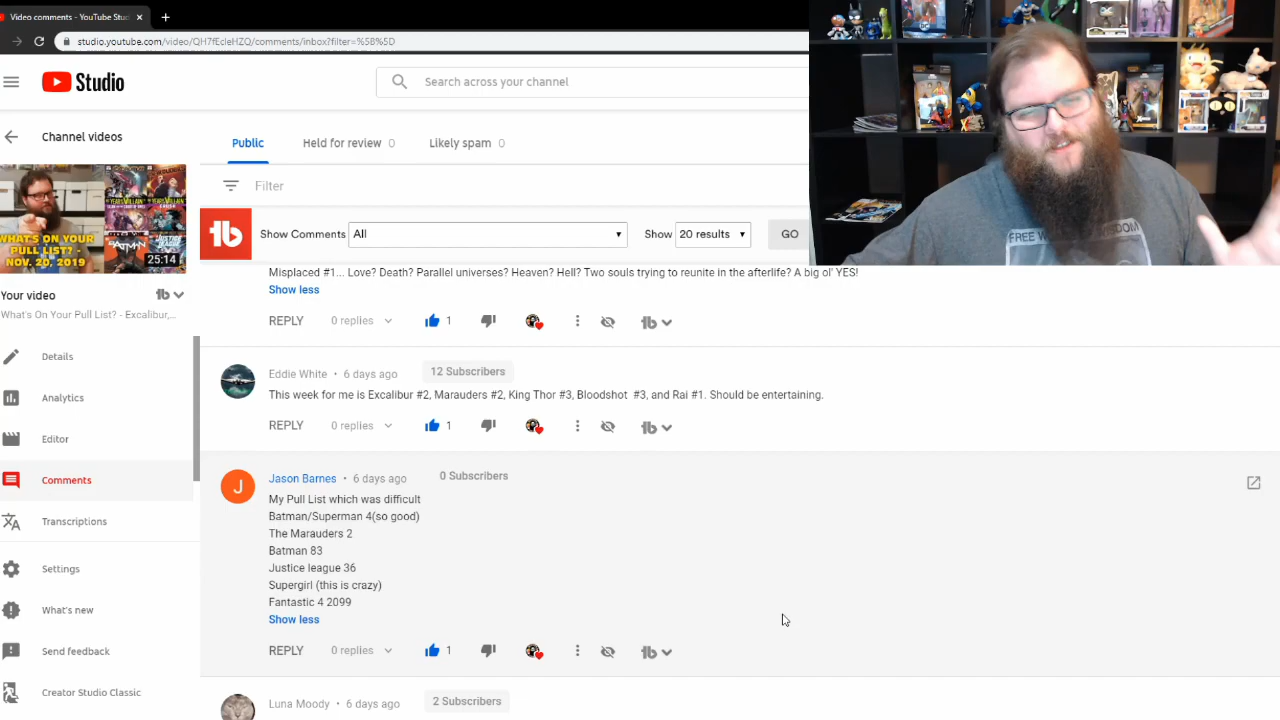 Video comments - YouTube Stu
studio.youtube.com/video/QH7fEcIeHZQ/comments/inbox?filter=%5B%5D
Studio
Search across your channel
Channel videos
Public
Held for review 0
Likely spam 0
Filter
WHAT'S ON YOUR
PULL LIST? -
NOV. 20, 2019
BATMAN
25:14
tb
Show Comments
All
Show
20 results
GO
Misplaced #1... Love? Death? Parallel universes? Heaven? Hell? Two souls trying to reunite in the afterlife? A big ol' YES!
Show less
Your video
tb
What's On Your Pull List? - Excalibur,...
REPLY
0 replies
1
tb
Details
Analytics
Editor
Comments
Transcriptions
Settings
What's new
Send feedback
Creator Studio Classic
Eddie White • 6 days ago
12 Subscribers
This week for me is Excalibur #2, Marauders #2, King Thor #3, Bloodshot #3, and Rai #1. Should be entertaining.
REPLY
0 replies
1
tb
J
Jason Barnes • 6 days ago
0 Subscribers
My Pull List which was difficult
Batman/Superman 4(so good)
The Marauders 2
Batman 83
Justice league 36
Supergirl (this is crazy)
Fantastic 4 2099
Show less
REPLY
0 replies
1
tb
Luna Moody • 6 days ago
2 Subscribers